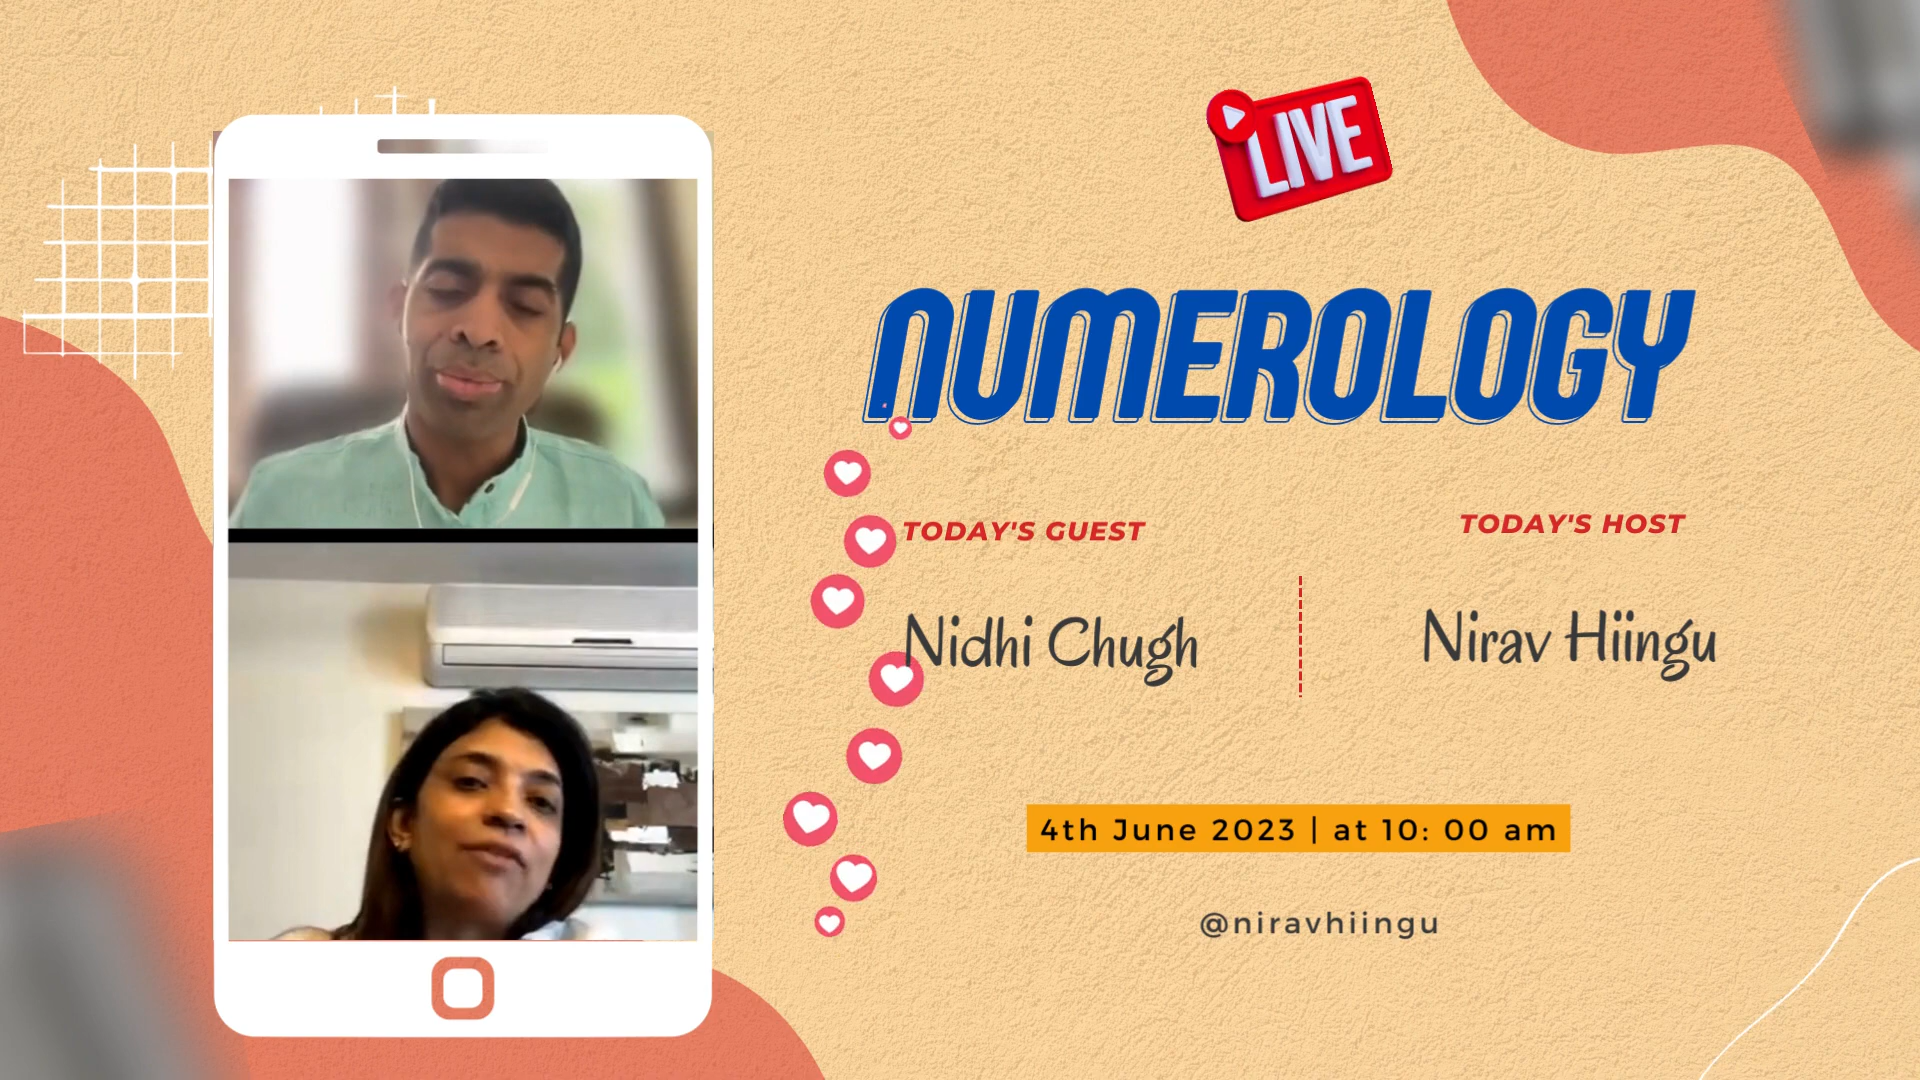 LIVE
NUMEROLOGY
TODAY'S GUEST
Nidhi Chugh
TODAY'S HOST
Nirav Hiingu
4th June 2023 | at 10: 00 am
@niravhiingu